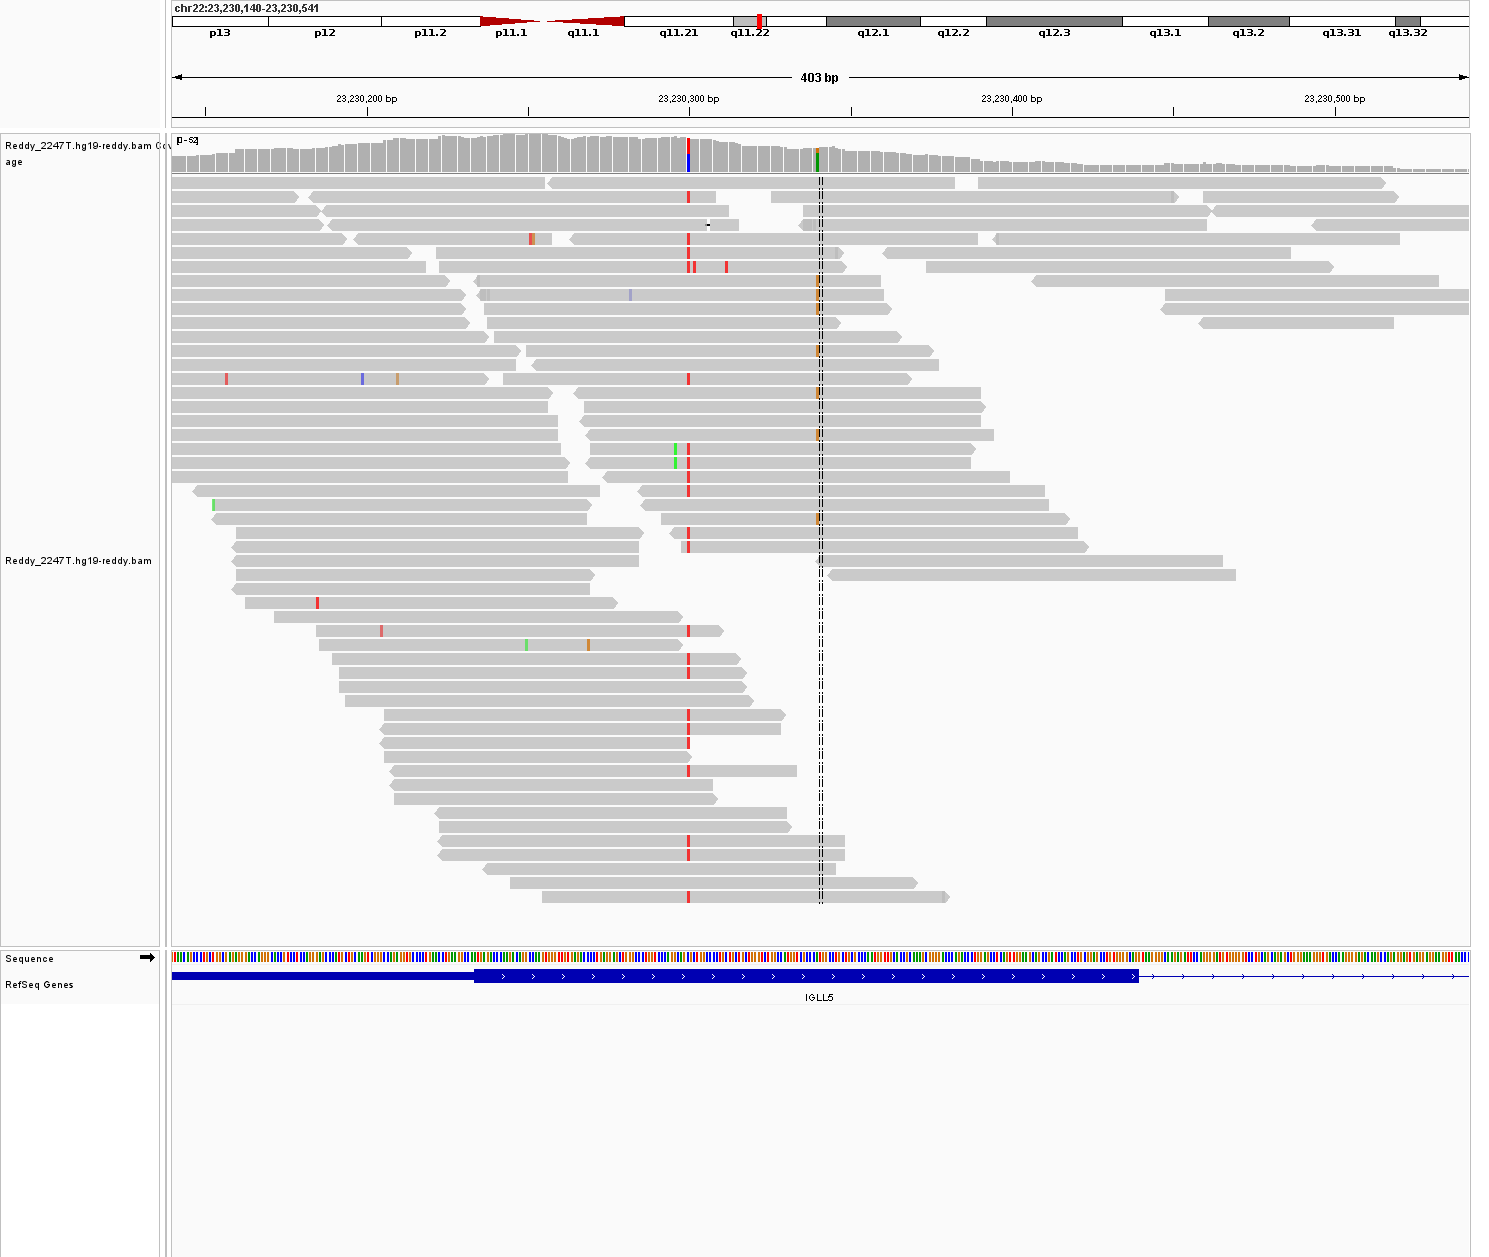 chr22:23,230,140-23,230,541
p13 p12 p11.2 p11.1 q11.1 q11.21 q11.22 q12.1 q12.2 q12.3 q13.1 q13.2 q13.31 q13.32
403 bp
23,230,200 bp 23,230,300 bp 23,230,400 bp 23,230,500 bp
[0-52]
Reddy_2247T.hg19-reddy.bam Cov
age
Reddy_2247T.hg19-reddy.bam
Sequence
RefSeq Genes
IGLL5